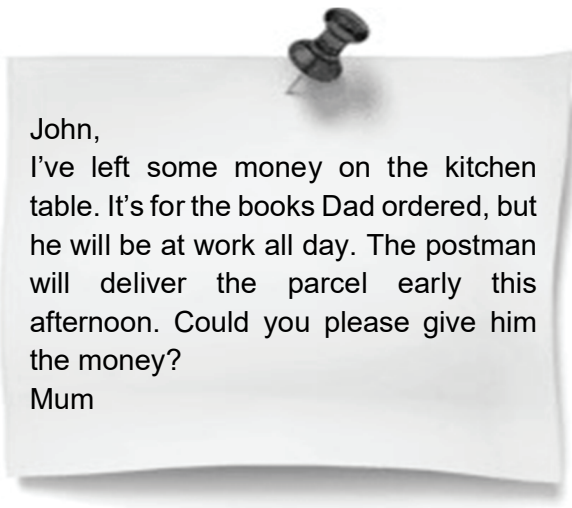 John,
I’ve left some money on the kitchen
table. It’s for the books Dad ordered, but
he will be at work all day. The postman
will deliver the parcel early this
afternoon. Could you please give him
the money?
Mum